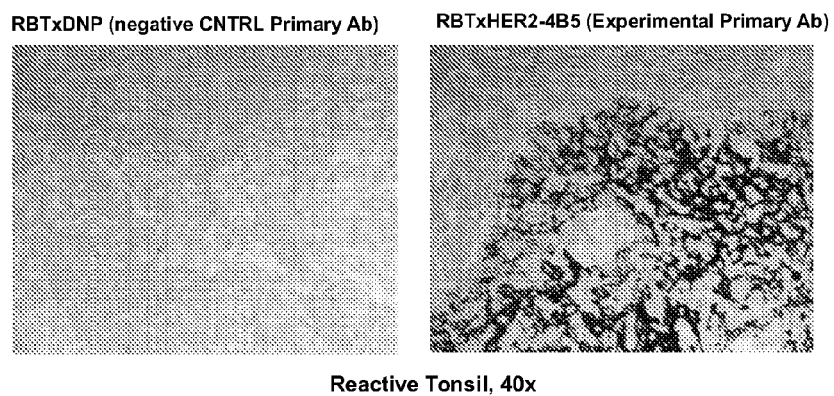 RBTxDNP (negative CNTRL Primary Ab)
RBTxHER2-4B5 (Experimental Primary Ab)
Reactive Tonsil, 40x